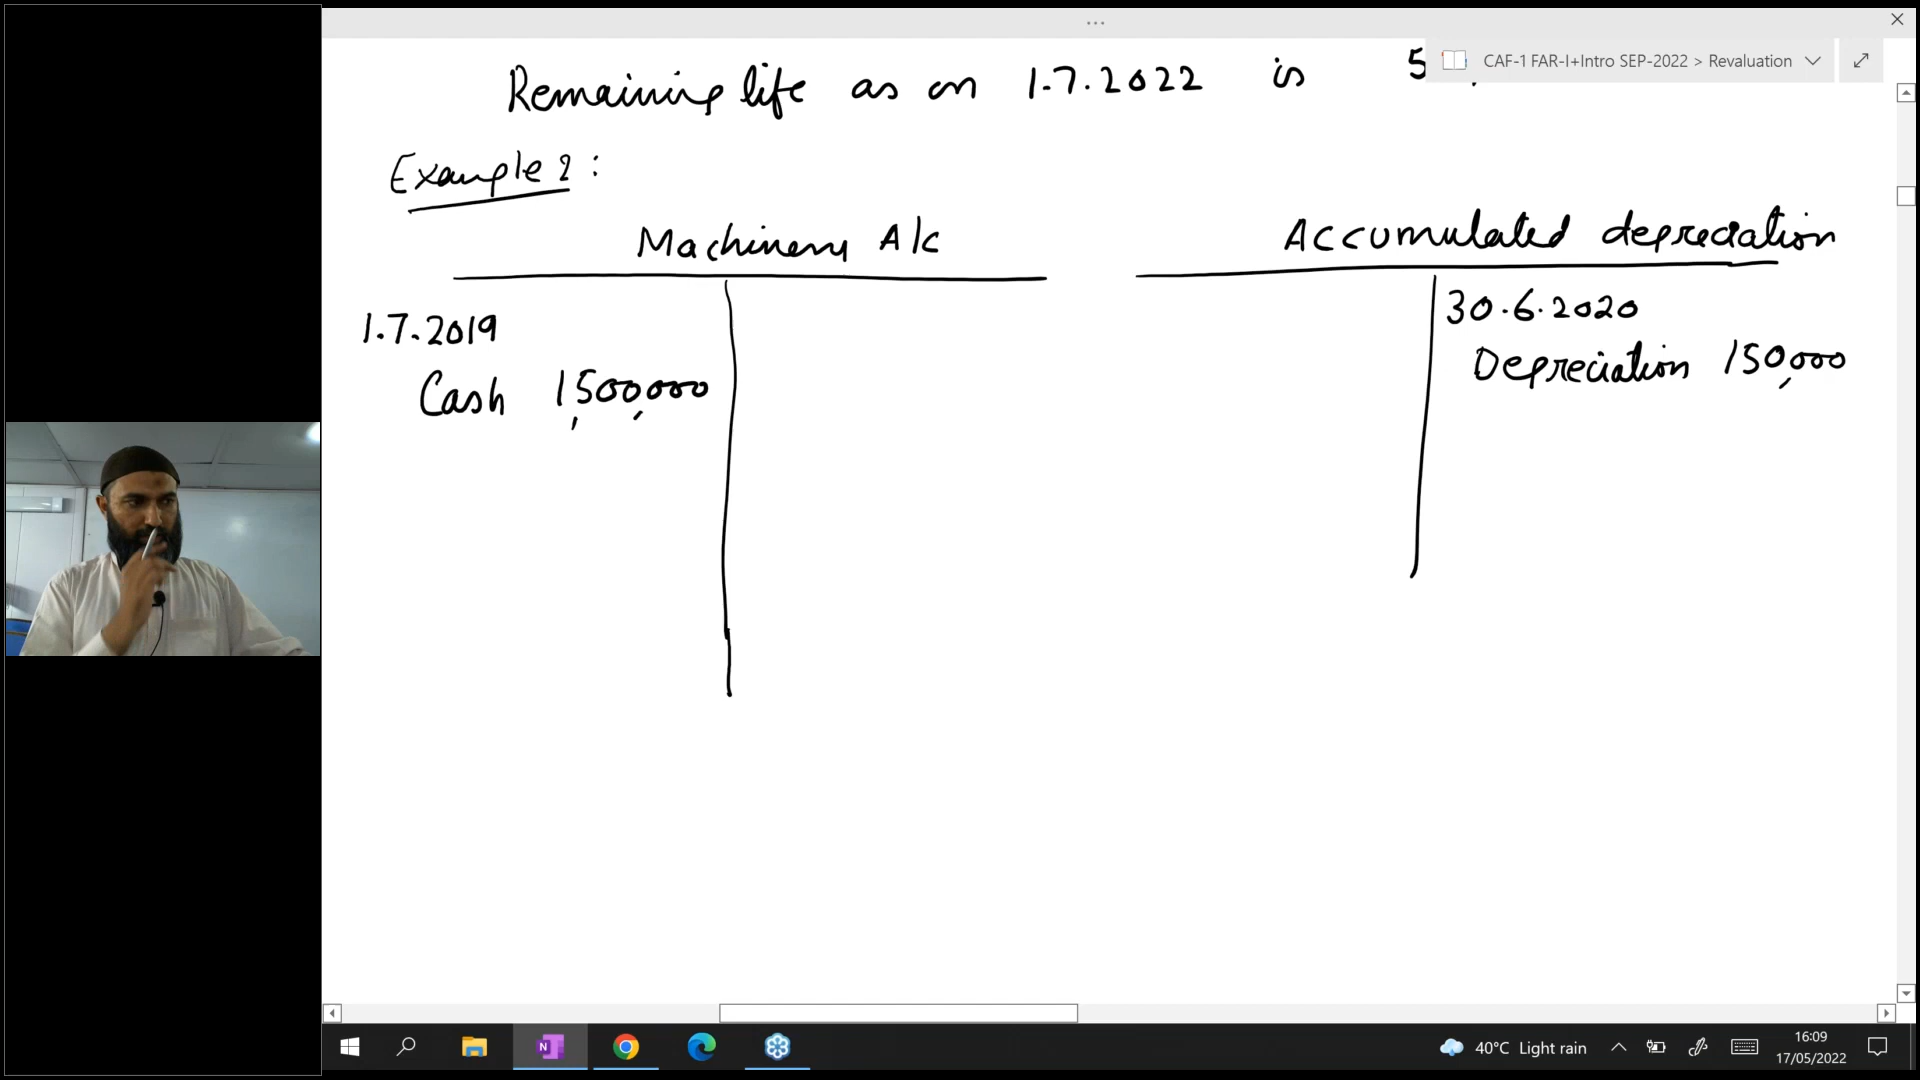 CAF-1 FAR-I+Intro SEP-2022 > Revaluation
Remaining life as on 1.7.2022 is 5
Example 2:
Machinery A/c
Accumulated depreciation
1.7.2019
Cash 1,500,000
30.6.2020
Depreciation 150,000
40°C Light rain
16:09
17/05/2022